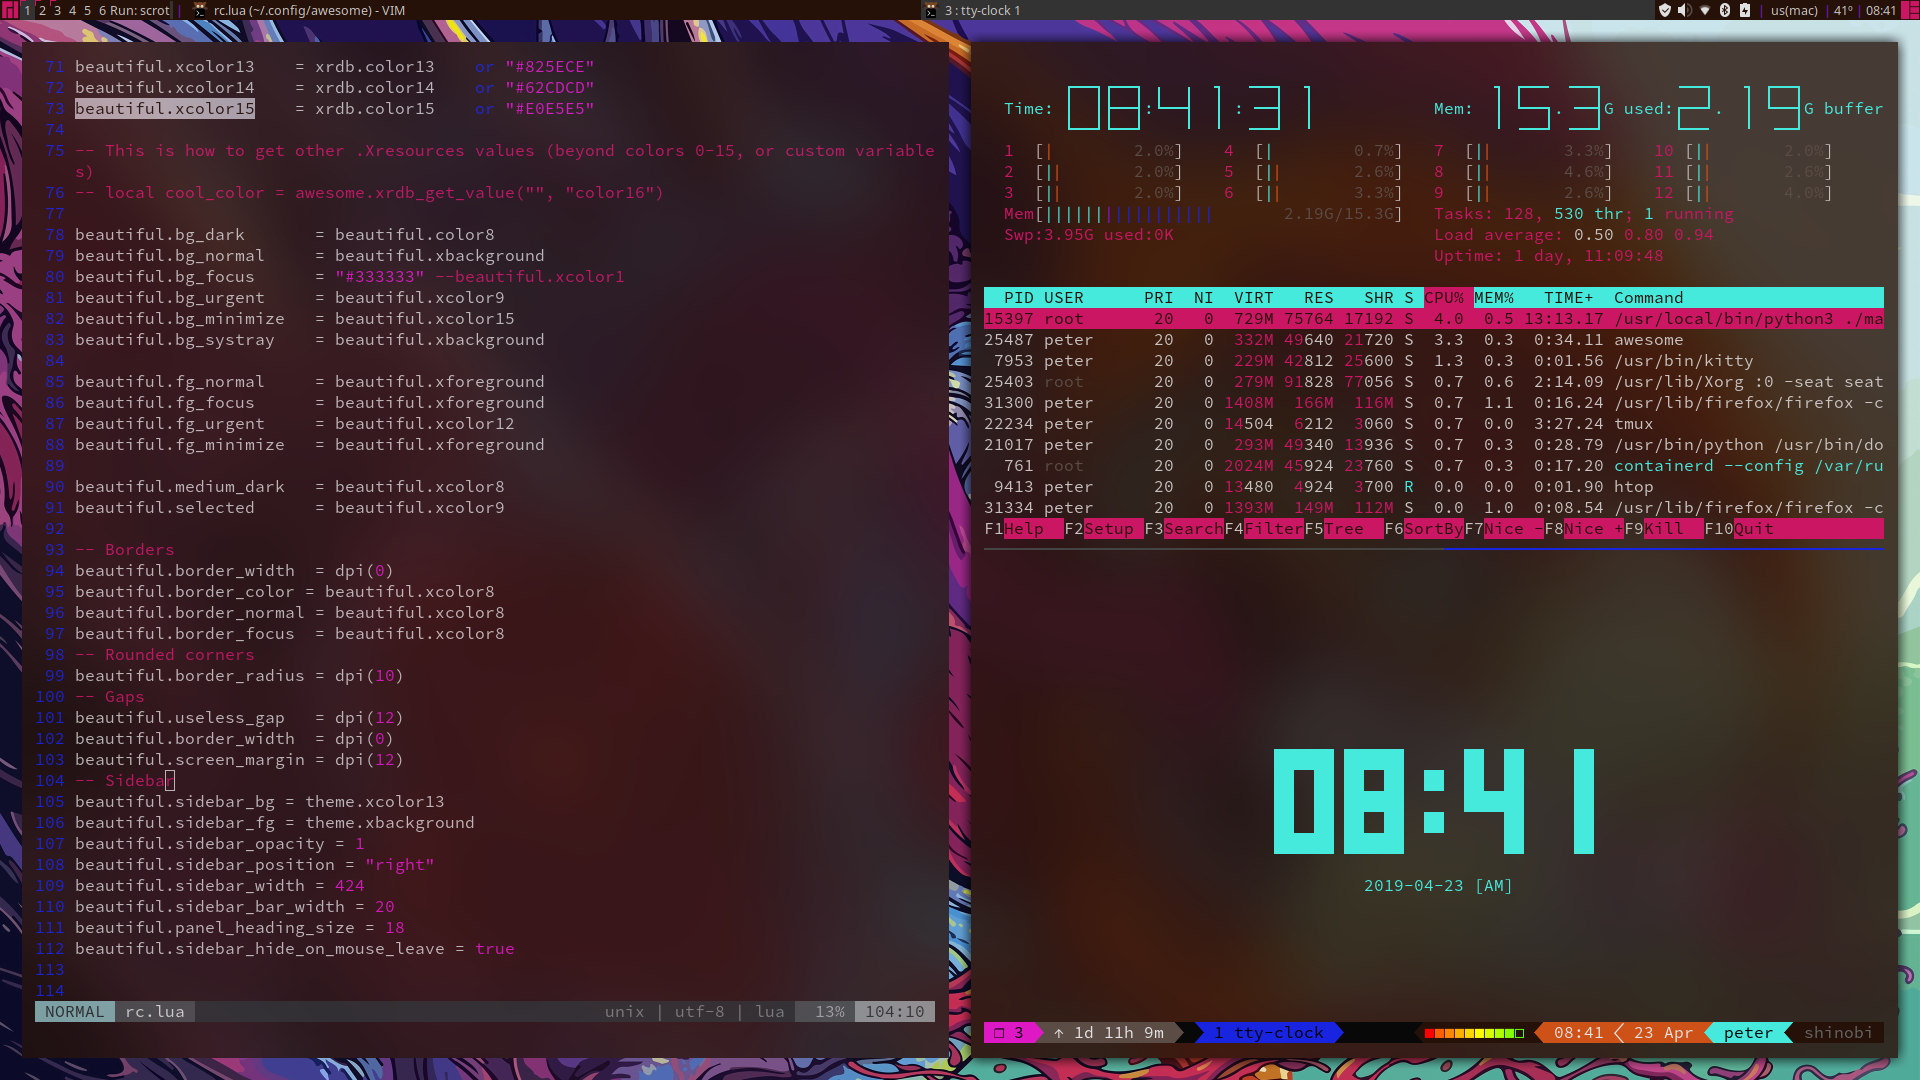 1 2 3 4 5 6 Run: scrot
rc.lua (~/.config/awesome) - VIM
3 : tty-clock 1
us(mac) | 41° | 08:41
71 beautiful.xcolor13    = xrdb.color13    or "#825ECE"
72 beautiful.xcolor14    = xrdb.color14    or "#62CDCD"
73 beautiful.xcolor15    = xrdb.color15    or "#E0E5E5"
74
75 -- This is how to get other .Xresources values (beyond colors 0-15, or custom variable
s)
76 -- local cool_color = awesome.xrdb_get_value("", "color16")
77
78 beautiful.bg_dark       = beautiful.color8
79 beautiful.bg_normal     = beautiful.xbackground
80 beautiful.bg_focus      = "#333333" --beautiful.xcolor1
81 beautiful.bg_urgent     = beautiful.xcolor9
82 beautiful.bg_minimize   = beautiful.xcolor15
83 beautiful.bg_systray    = beautiful.xbackground
84
85 beautiful.fg_normal     = beautiful.xforeground
86 beautiful.fg_focus      = beautiful.xforeground
87 beautiful.fg_urgent     = beautiful.xcolor12
88 beautiful.fg_minimize   = beautiful.xforeground
89
90 beautiful.medium_dark   = beautiful.xcolor8
91 beautiful.selected      = beautiful.xcolor9
92
93 -- Borders
94 beautiful.border_width  = dpi(0)
95 beautiful.border_color = beautiful.xcolor8
96 beautiful.border_normal = beautiful.xcolor8
97 beautiful.border_focus  = beautiful.xcolor8
98 -- Rounded corners
99 beautiful.border_radius = dpi(10)
100 -- Gaps
101 beautiful.useless_gap   = dpi(12)
102 beautiful.border_width  = dpi(0)
103 beautiful.screen_margin = dpi(12)
104 -- Sidebar
105 beautiful.sidebar_bg = theme.xcolor13
106 beautiful.sidebar_fg = theme.xbackground
107 beautiful.sidebar_opacity = 1
108 beautiful.sidebar_position = "right"
109 beautiful.sidebar_width = 424
110 beautiful.sidebar_bar_width = 20
111 beautiful.panel_heading_size = 18
112 beautiful.sidebar_hide_on_mouse_leave = true
113
114
NORMAL rc.lua unix | utf-8 | lua 13% 104:10
Time: 08:41:31 Mem: 15.3G used:2.19G buffer
1 [| 2.0%] 4 [| 0.7%] 7 [|| 3.3%] 10 [|| 2.0%]
2 [|| 2.0%] 5 [|| 2.6%] 8 [|| 4.6%] 11 [|| 2.6%]
3 [|| 2.0%] 6 [|| 3.3%] 9 [|| 2.6%] 12 [|| 4.0%]
Mem[||||||||||||||||| 2.19G/15.3G] Tasks: 128, 530 thr; 1 running
Swp:3.95G used:0K Load average: 0.50 0.80 0.94
Uptime: 1 day, 11:09:48
PID USER PRI NI VIRT RES SHR S CPU% MEM% TIME+ Command
15397 root 20 0 729M 75764 17192 S 4.0 0.5 13:13.17 /usr/local/bin/python3 ./ma
25487 peter 20 0 332M 49640 21720 S 3.3 0.3 0:34.11 awesome
7953 peter 20 0 229M 42812 25600 S 1.3 0.3 0:01.56 /usr/bin/kitty
25403 root 20 0 279M 91828 77056 S 0.7 0.6 2:14.09 /usr/lib/Xorg :0 -seat seat
31300 peter 20 0 1408M 166M 116M S 0.7 1.1 0:16.24 /usr/lib/firefox/firefox -c
22234 peter 20 0 14504 6212 3060 S 0.7 0.0 3:27.24 tmux
21017 peter 20 0 293M 49340 13936 S 0.7 0.3 0:28.79 /usr/bin/python /usr/bin/do
761 root 20 0 2024M 45924 23760 S 0.7 0.3 0:17.20 containerd --config /var/ru
9413 peter 20 0 13480 4924 3700 R 0.0 0.0 0:01.90 htop
31334 peter 20 0 1393M 149M 112M S 0.0 1.0 0:08.54 /usr/lib/firefox/firefox -c
F1Help F2Setup F3SearchF4FilterF5Tree F6SortByF7Nice -F8Nice +F9Kill F10Quit
08:41
2019-04-23 [AM]
3 ↑ 1d 11h 9m 1 tty-clock 08:41 23 Apr peter shinobi